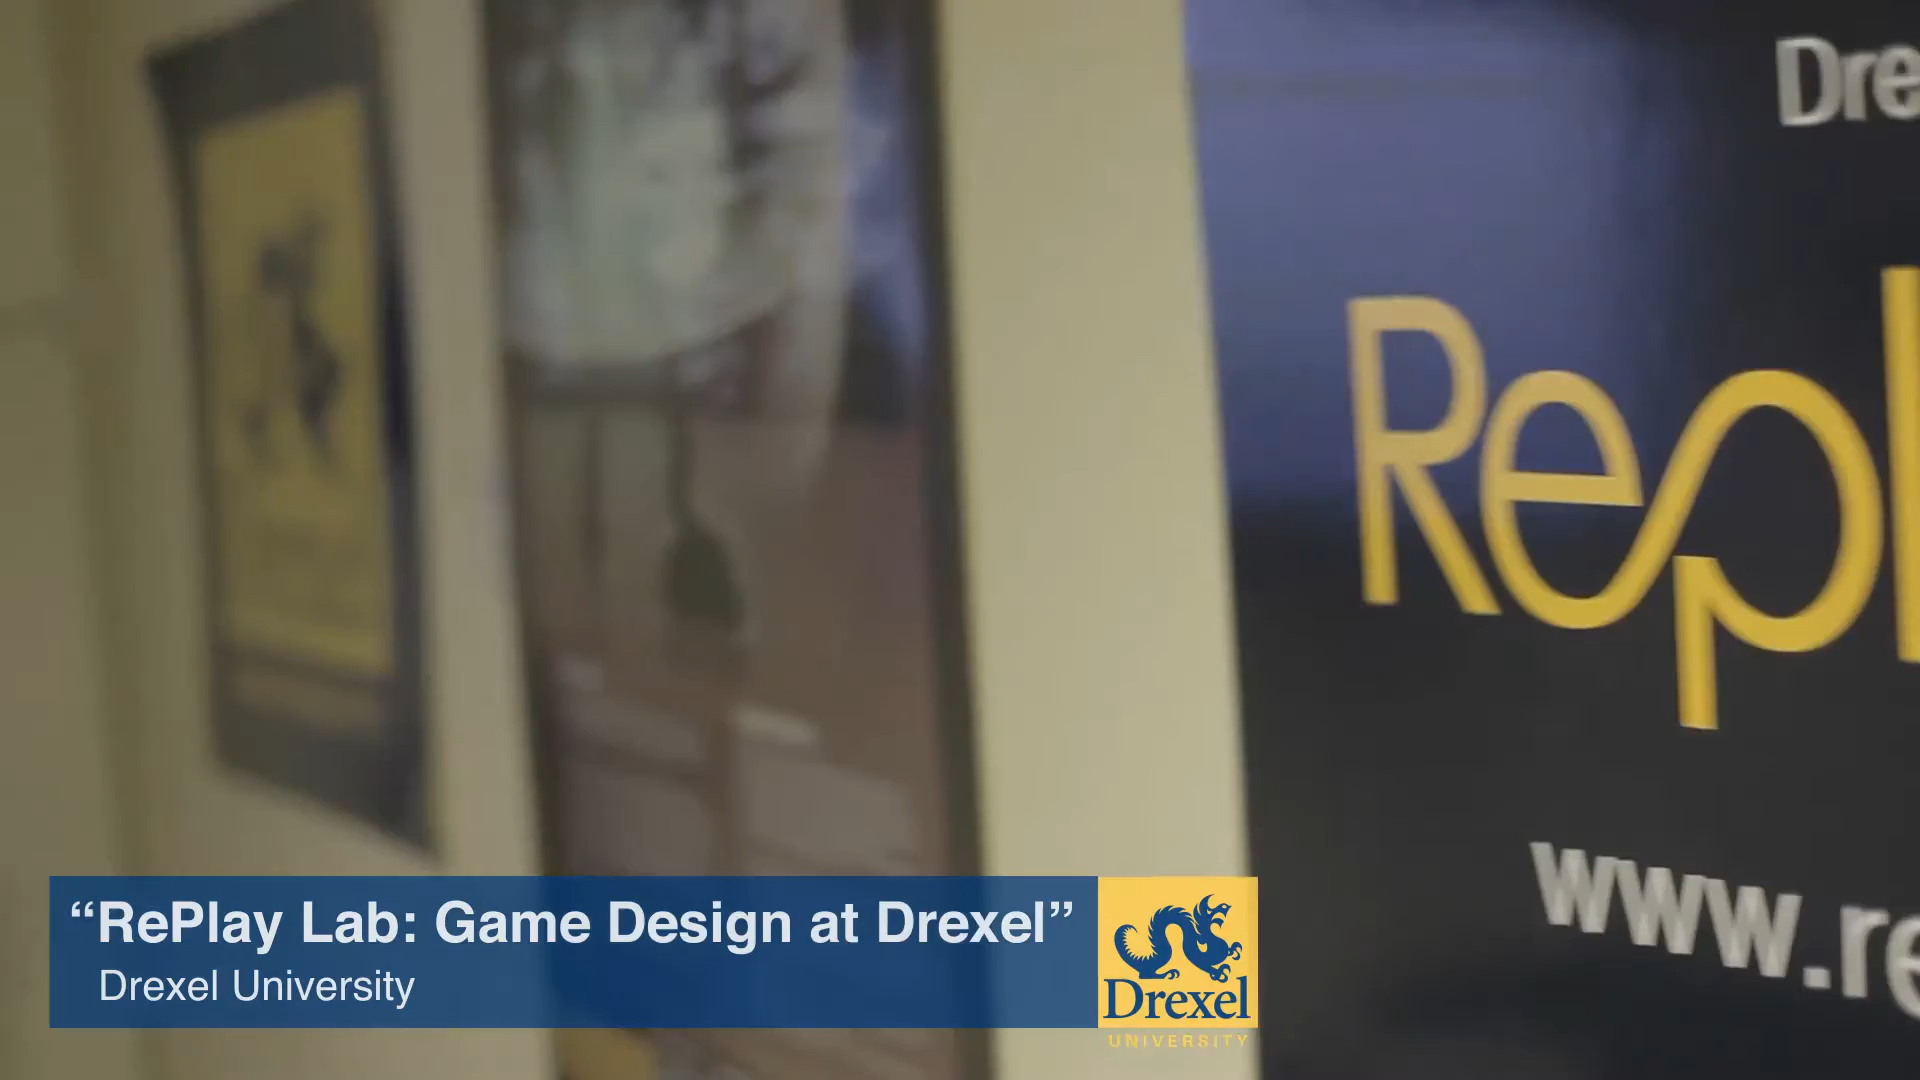 Dre
Repl
www.re
“RePlay Lab: Game Design at Drexel”
Drexel University
Drexel
UNIVERSITY